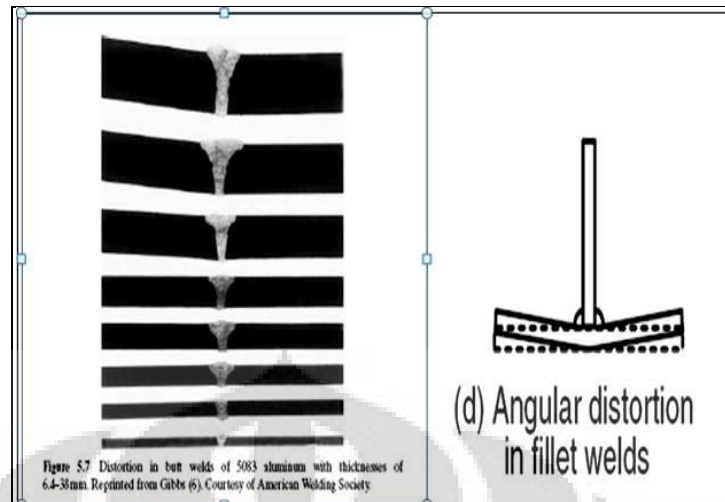 Figure 5.7 Distortion in butt welds of 5083 aluminum with thicknesses of
6.4–38mm. Reprinted from Gibbs (6). Courtesy of American Welding Society.
(d) Angular distortion
in fillet welds